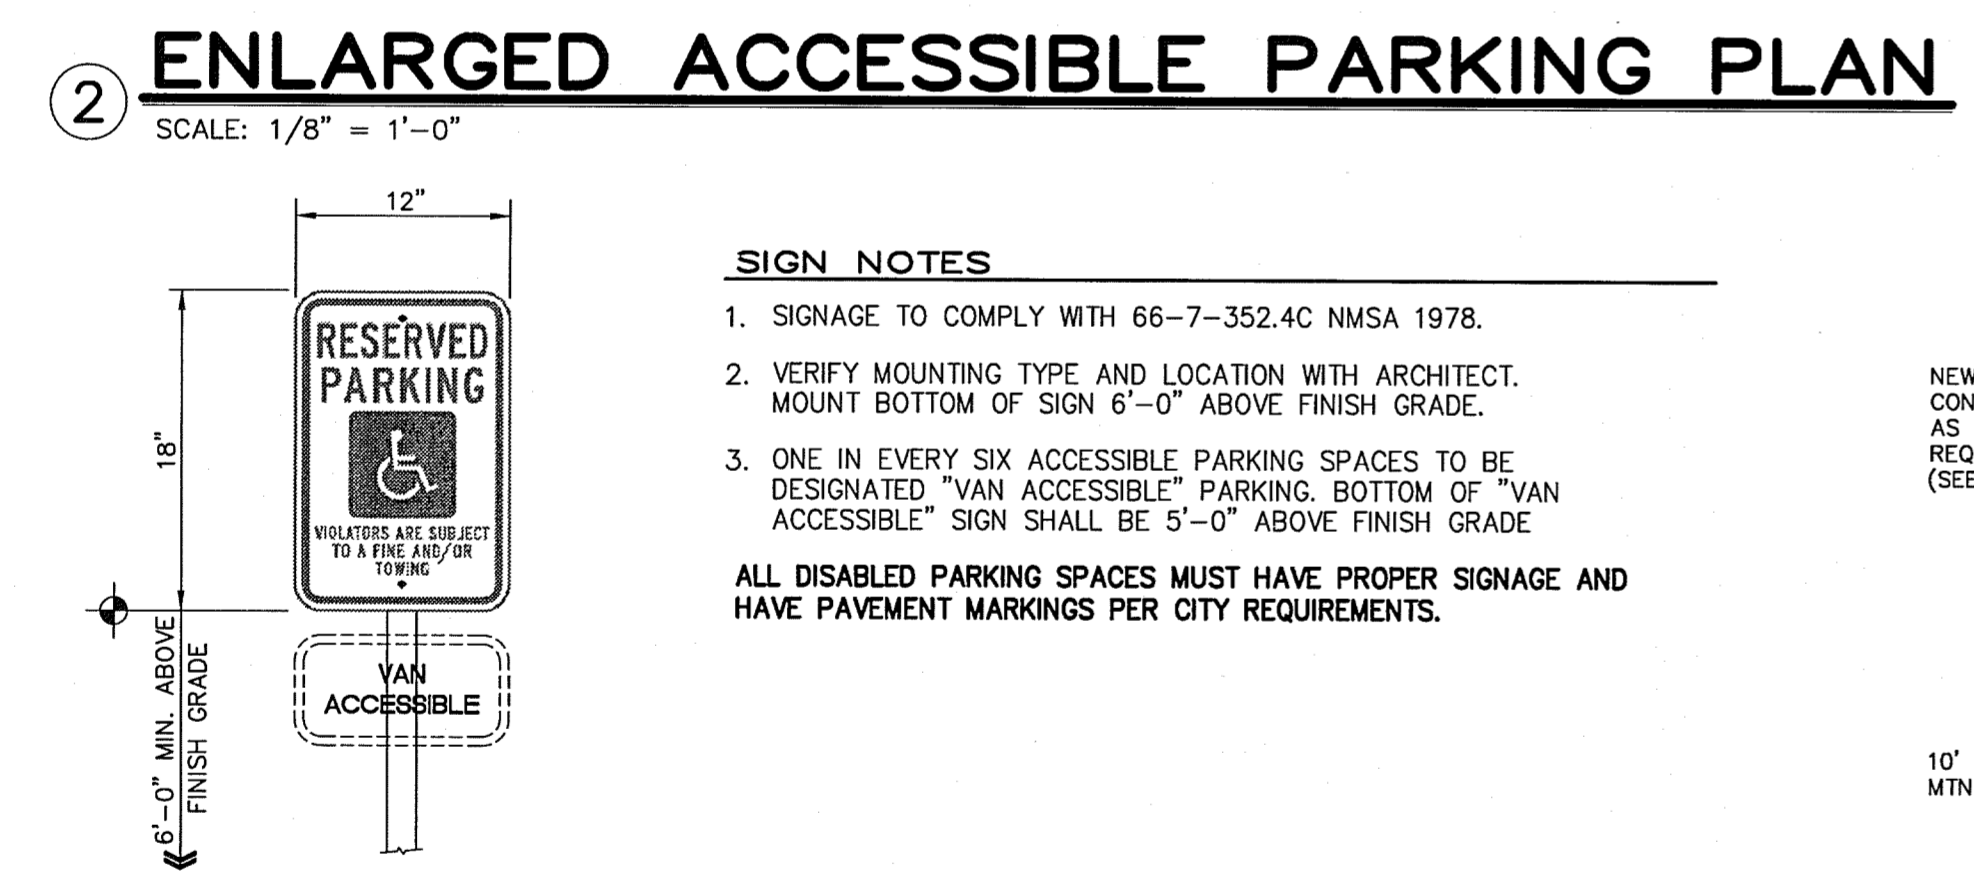 2
ENLARGED ACCESSIBLE PARKING PLAN
SCALE: 1/8" = 1'-0"
12"
18"
RESERVED
PARKING
VIOLATORS ARE SUBJECT
TO A FINE AND/OR
TOWING
VAN
ACCESSIBLE
6'-0" MIN. ABOVE
FINISH GRADE
SIGN NOTES
1. SIGNAGE TO COMPLY WITH 66-7-352.4C NMSA 1978.
2. VERIFY MOUNTING TYPE AND LOCATION WITH ARCHITECT.
MOUNT BOTTOM OF SIGN 6'-0" ABOVE FINISH GRADE.
3. ONE IN EVERY SIX ACCESSIBLE PARKING SPACES TO BE
DESIGNATED "VAN ACCESSIBLE" PARKING. BOTTOM OF "VAN
ACCESSIBLE" SIGN SHALL BE 5'-0" ABOVE FINISH GRADE
ALL DISABLED PARKING SPACES MUST HAVE PROPER SIGNAGE AND
HAVE PAVEMENT MARKINGS PER CITY REQUIREMENTS.
NEW
CON
AS
REQ
(SEE
10'
MTN